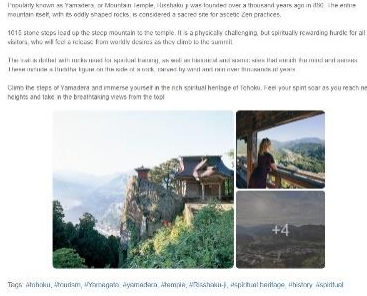 Popularly known as Yamadera, or Mountain Temple, Risshaku-ji was founded over a thousand years ago in 860. The entire
mountain itself, with its oddly shaped rocks, is considered a sacred site for ascetic Zen practices.
1015 stone steps lead up the steep mountain to the temple. It is a physically challenging, but spiritually rewarding hurdle for all
visitors, who will feel a release from worldly desires as they climb to the summit.
The trail is dotted with rocks used for spiritual training, as well as historical and scenic sites that enrich the mind and senses.
These include a Buddha figure on the side of a rock, carved by wind and rain over thousands of years.
Climb the steps of Yamadera and immerse yourself in the rich spiritual heritage of Tohoku. Feel your spirit soar as you reach new
heights and take in the breathtaking views from the top!
+4
Tags: #tohoku, #tourism, #Yamagata, #yamadera, #temple, #Risshaku-ji, #spiritual heritage, #history, #spiritual